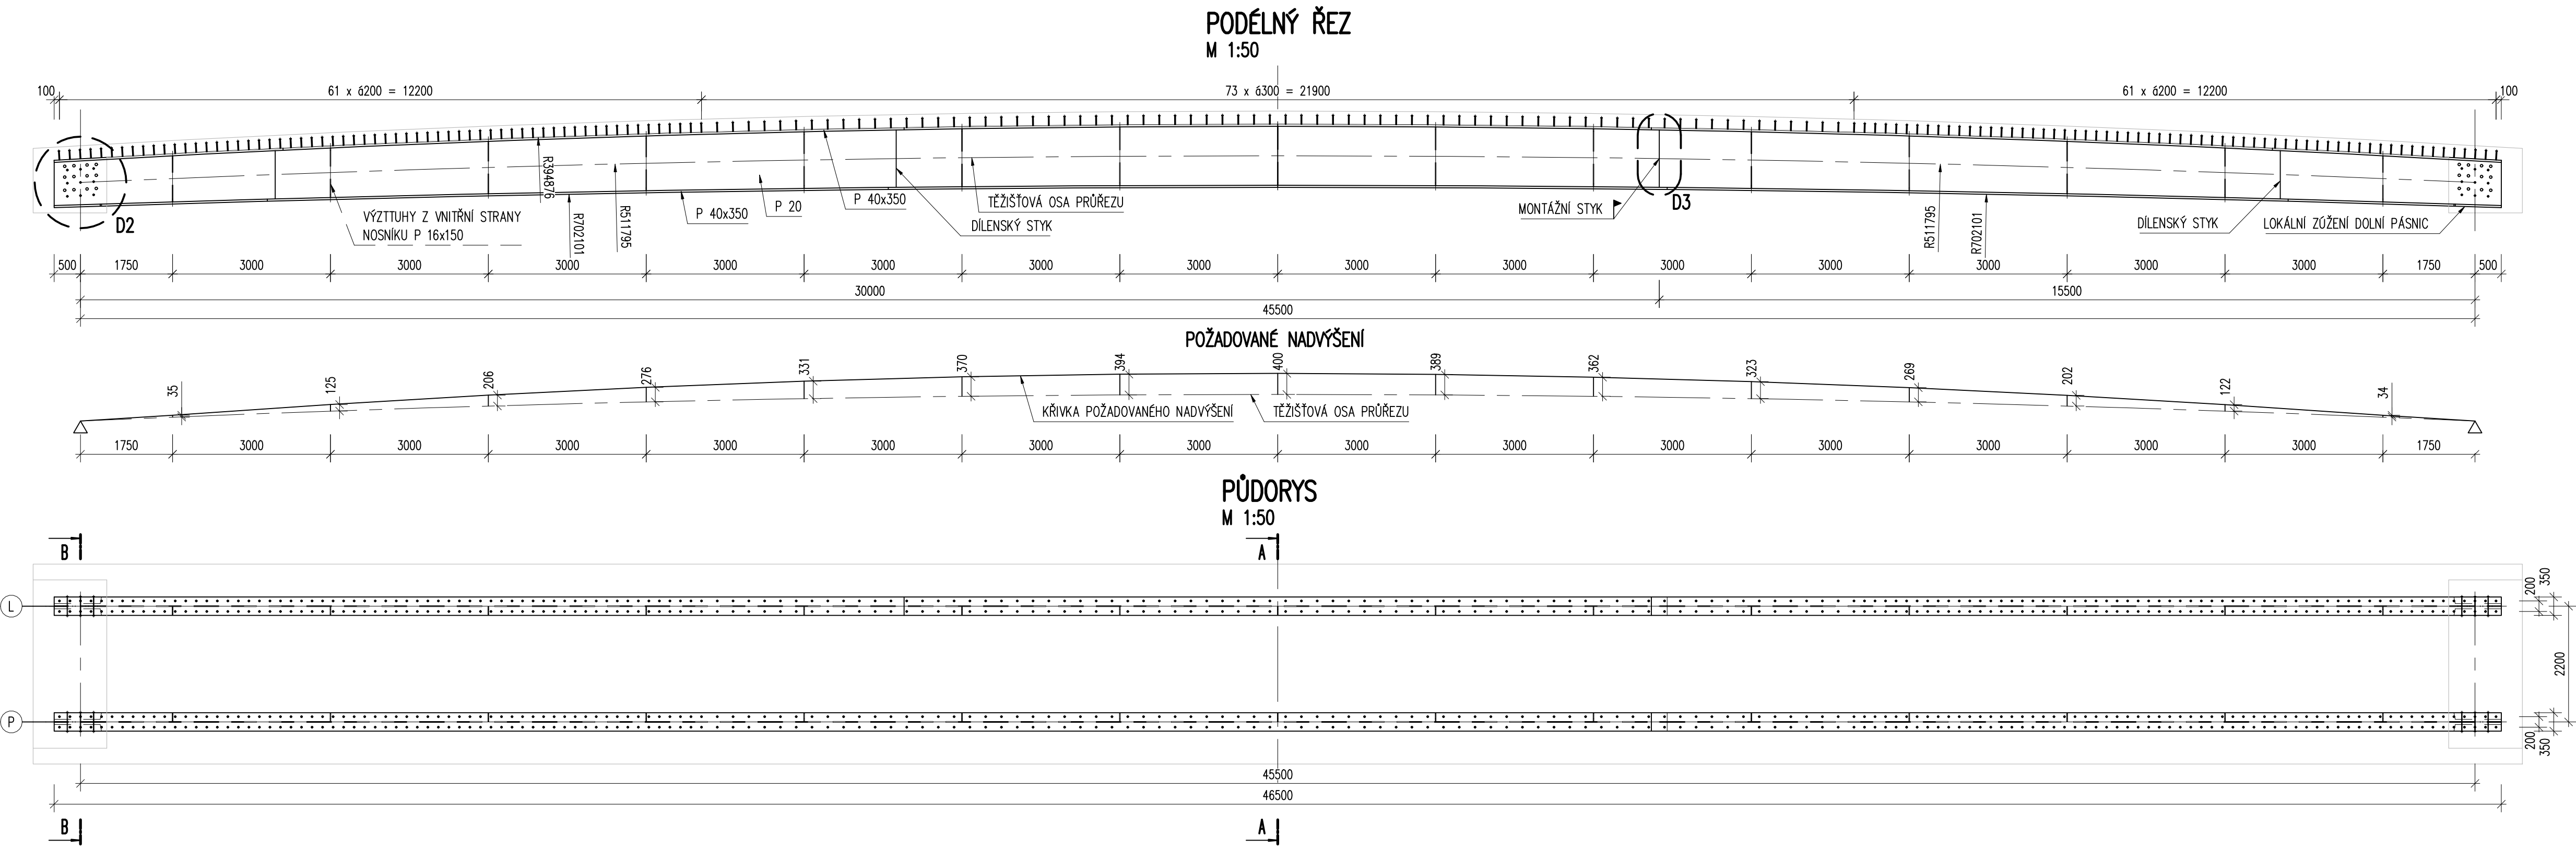 PODÉLNÝ ŘEZ
M 1:50
100
61 x á200 = 12200
73 x á300 = 21900
61 x á200 = 12200
100
R394876
R702101
R511795
D2
VÝZTTUHY Z VNITŘNÍ STRANY
NOSNÍKU P 16x150
P 40x350
P 20
P 40x350
TĚŽIŠŤOVÁ OSA PRŮŘEZU
DÍLENSKÝ STYK
MONTÁŽNÍ STYK
D3
R511795
R702101
DÍLENSKÝ STYK
LOKÁLNÍ ZÚŽENÍ DOLNÍ PÁSNIC
500 1750 3000 3000 3000 3000 3000 3000 3000 3000 3000 3000 3000 3000 3000 3000 1750 500
30000 15500
45500
POŽADOVANÉ NADVÝŠENÍ
35 125 206 276 331 370 394 400 389 362 323 269 202 122 34
KŘIVKA POŽADOVANÉHO NADVÝŠENÍ
TĚŽIŠŤOVÁ OSA PRŮŘEZU
1750 3000 3000 3000 3000 3000 3000 3000 3000 3000 3000 3000 3000 3000 3000 1750
PŮDORYS
M 1:50
B A
L
200 350
2200
P
200 350
45500
46500
B A